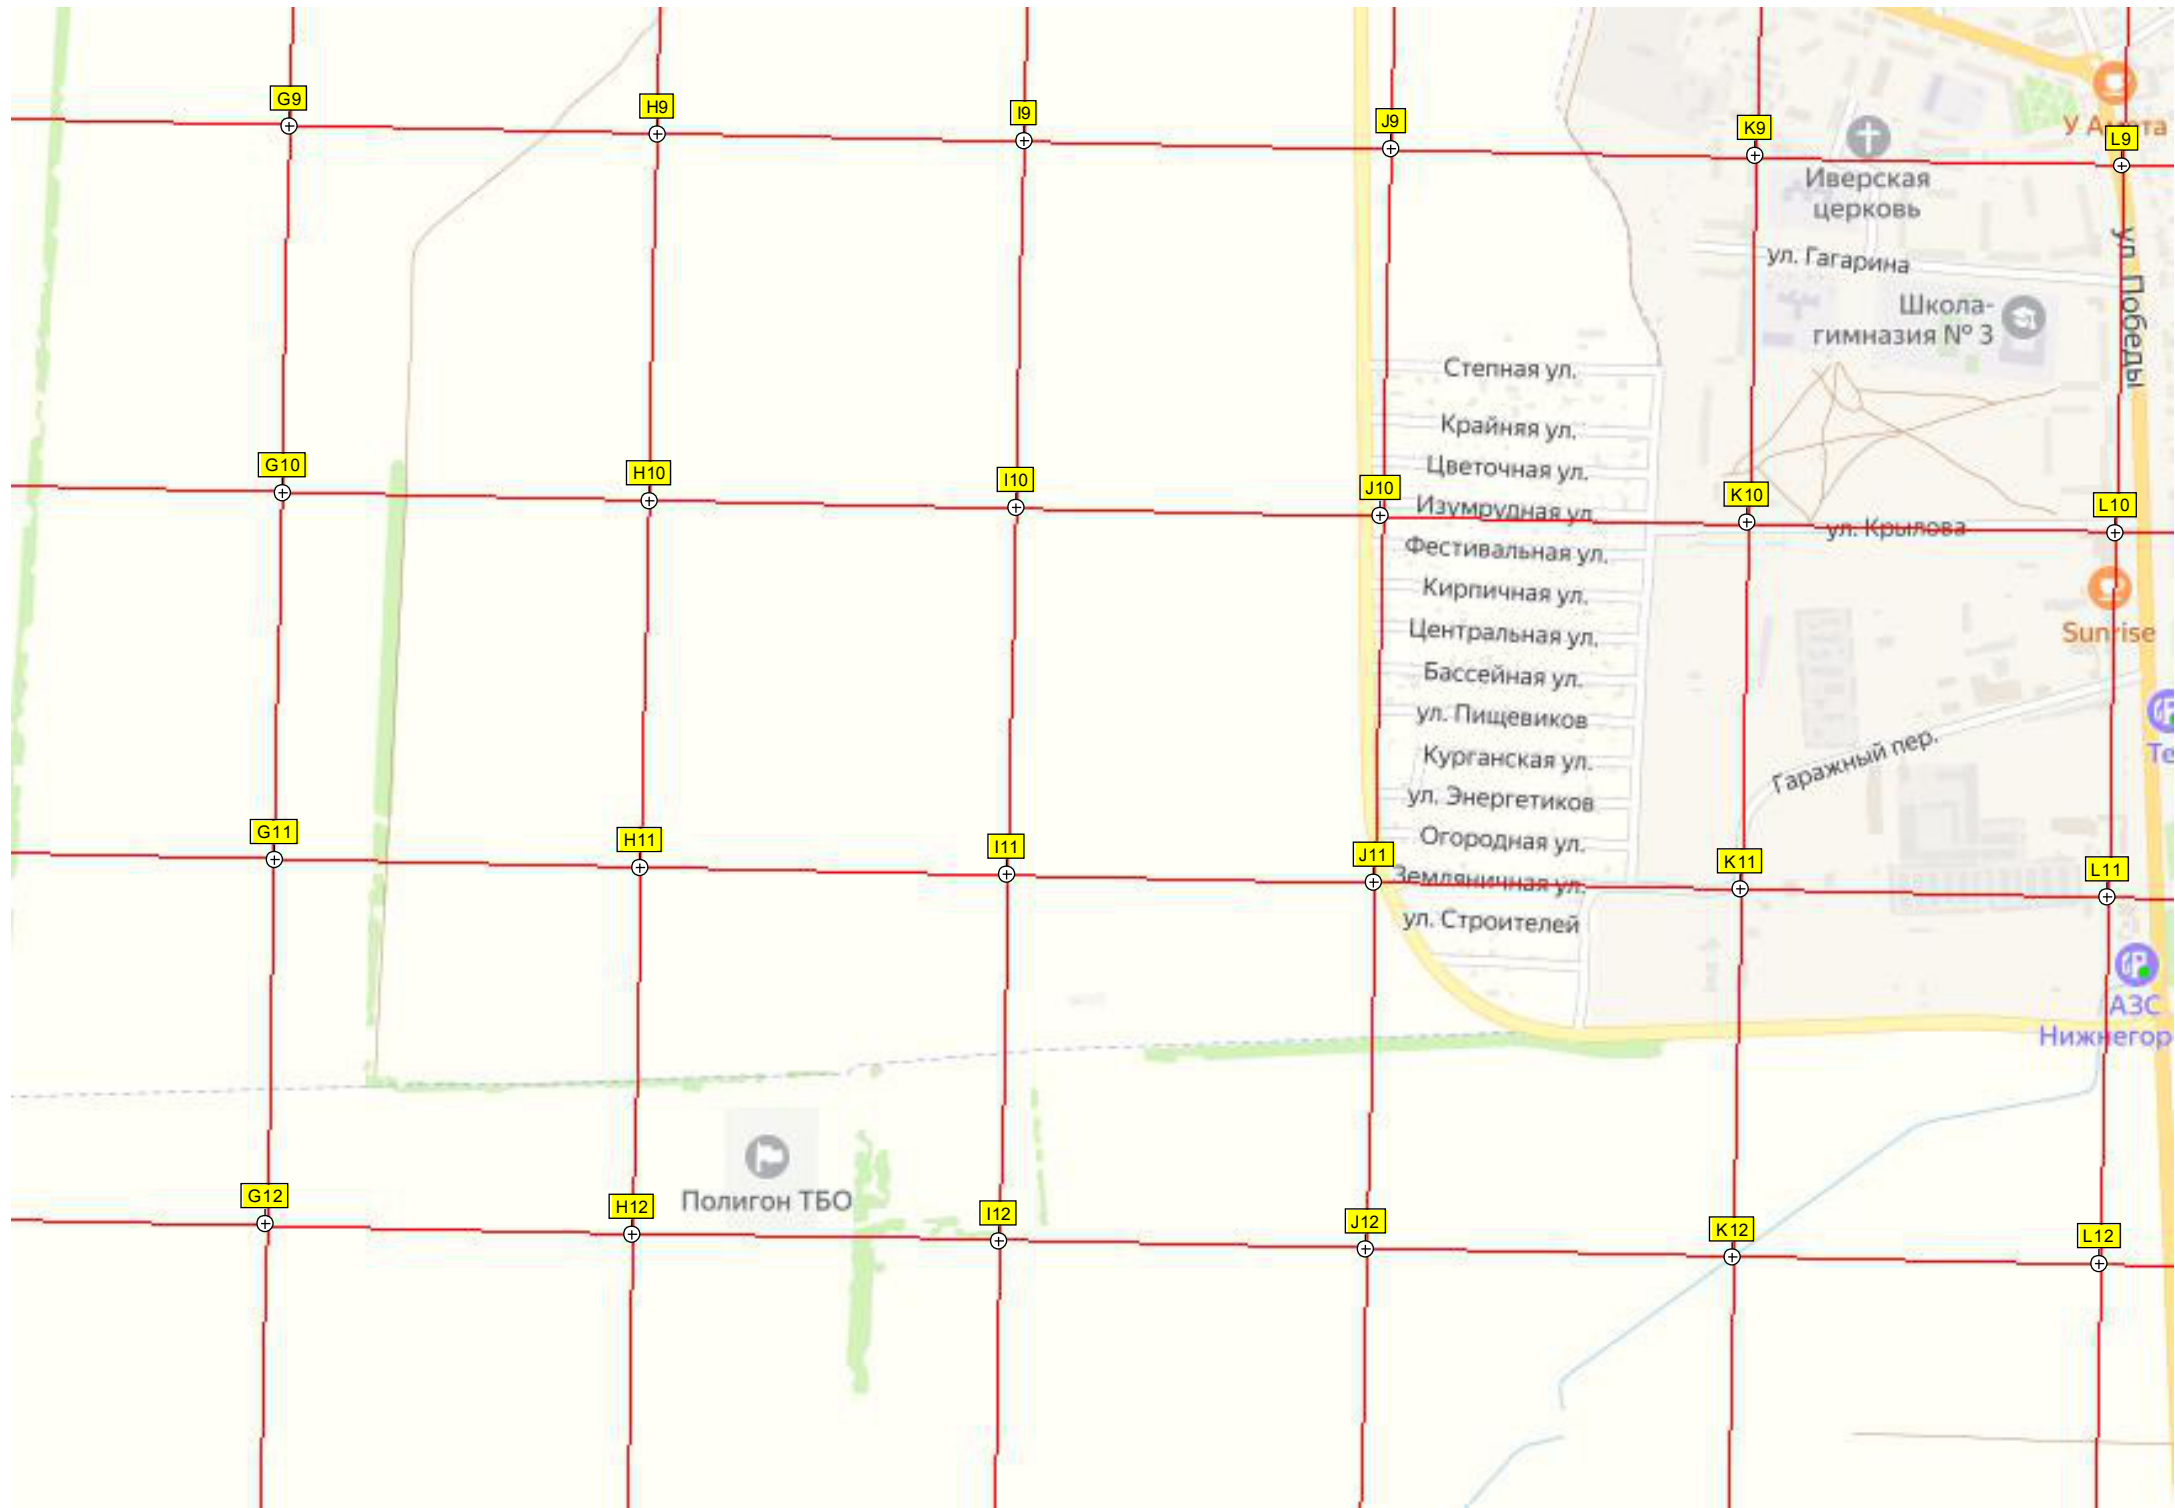 G9
H9
I9
J9
K9
L9
Иверская
церковь
ул. Гагарина
ул. Победы
Школа-
гимназия № 3
Степная ул.
Крайняя ул.
Цветочная ул.
G10
H10
I10
J10
K10
L10
Изумрудная ул.
ул. Крылова
Фестивальная ул.
Кирпичная ул.
Sunrise
Центральная ул.
Бассейная ул.
ул. Пищевиков
Гаражный пер.
Курганская ул.
ул. Энергетиков
G11
H11
I11
J11
K11
L11
Огородная ул.
Земляничная ул.
ул. Строителей
АЗС
Нижнегор
Полигон ТБО
G12
H12
I12
J12
K12
L12